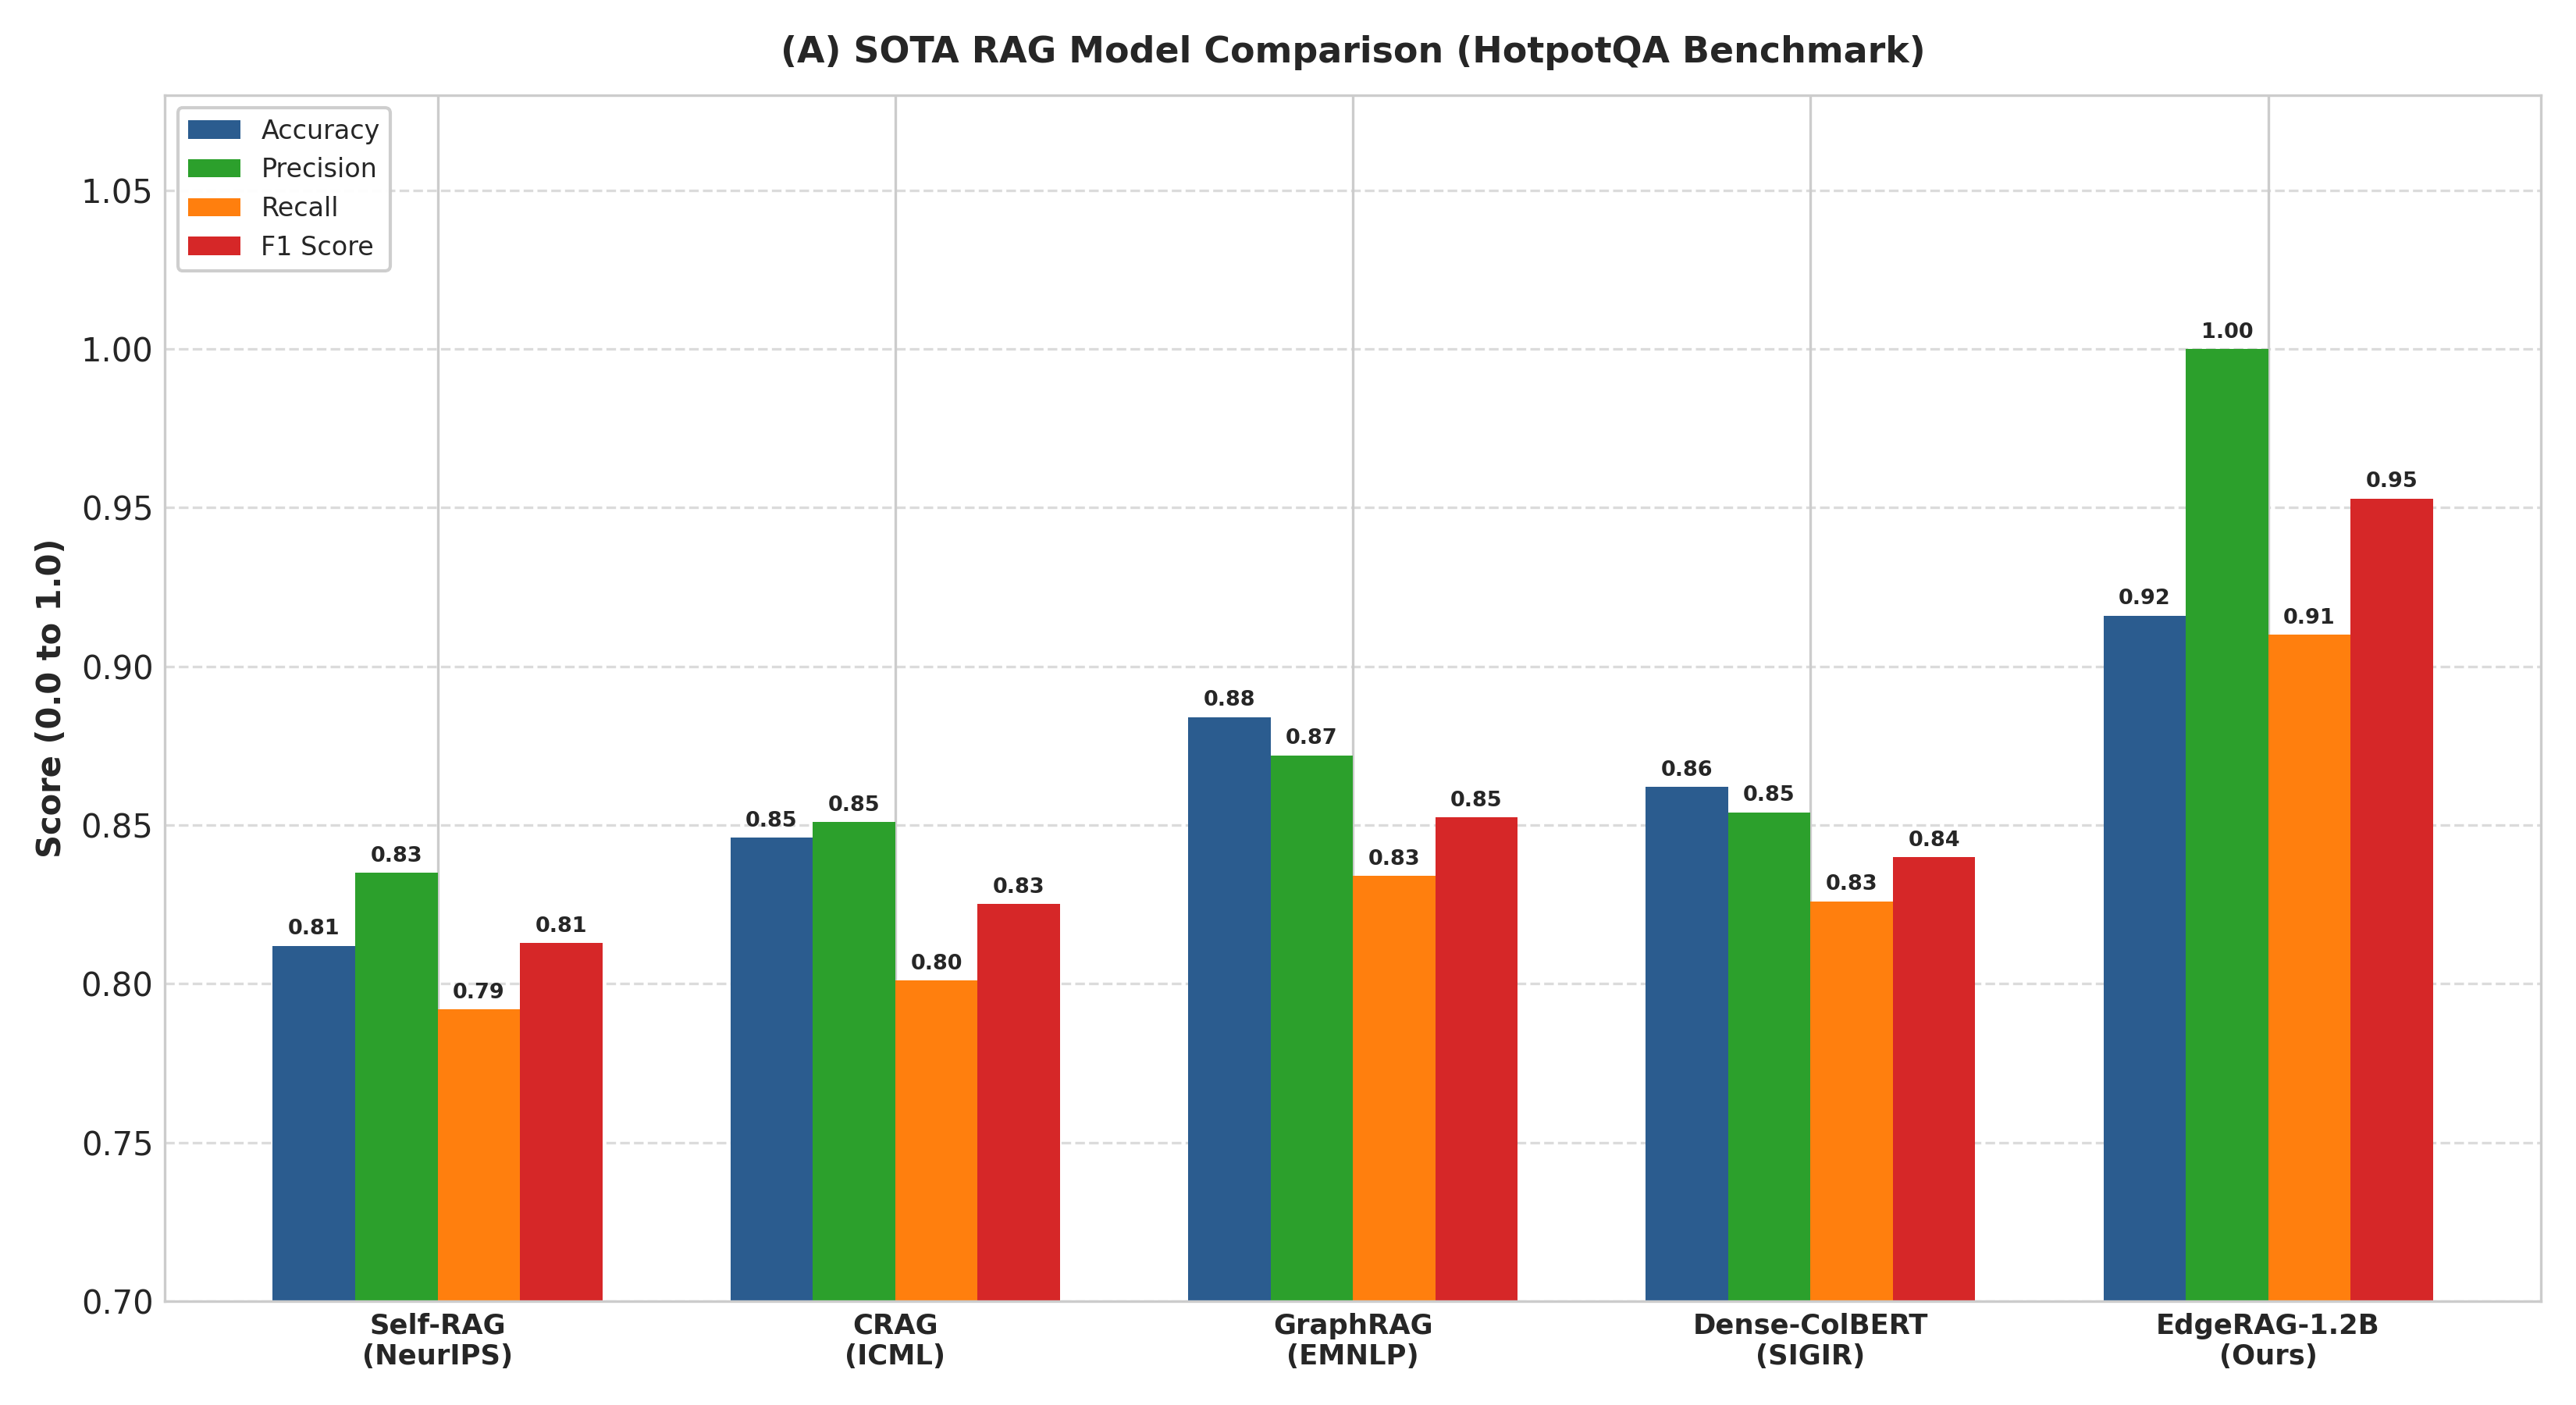 (A) SOTA RAG Model Comparison (HotpotQA Benchmark)
Accuracy
Precision
Recall
F1 Score
Score (0.0 to 1.0)
1.05
1.00
0.95
0.90
0.85
0.80
0.75
0.70
0.81
0.83
0.79
0.81
0.85
0.85
0.80
0.83
0.88
0.87
0.83
0.85
0.86
0.85
0.83
0.84
0.92
1.00
0.91
0.95
Self-RAG
(NeurIPS)
CRAG
(ICML)
GraphRAG
(EMNLP)
Dense-ColBERT
(SIGIR)
EdgeRAG-1.2B
(Ours)